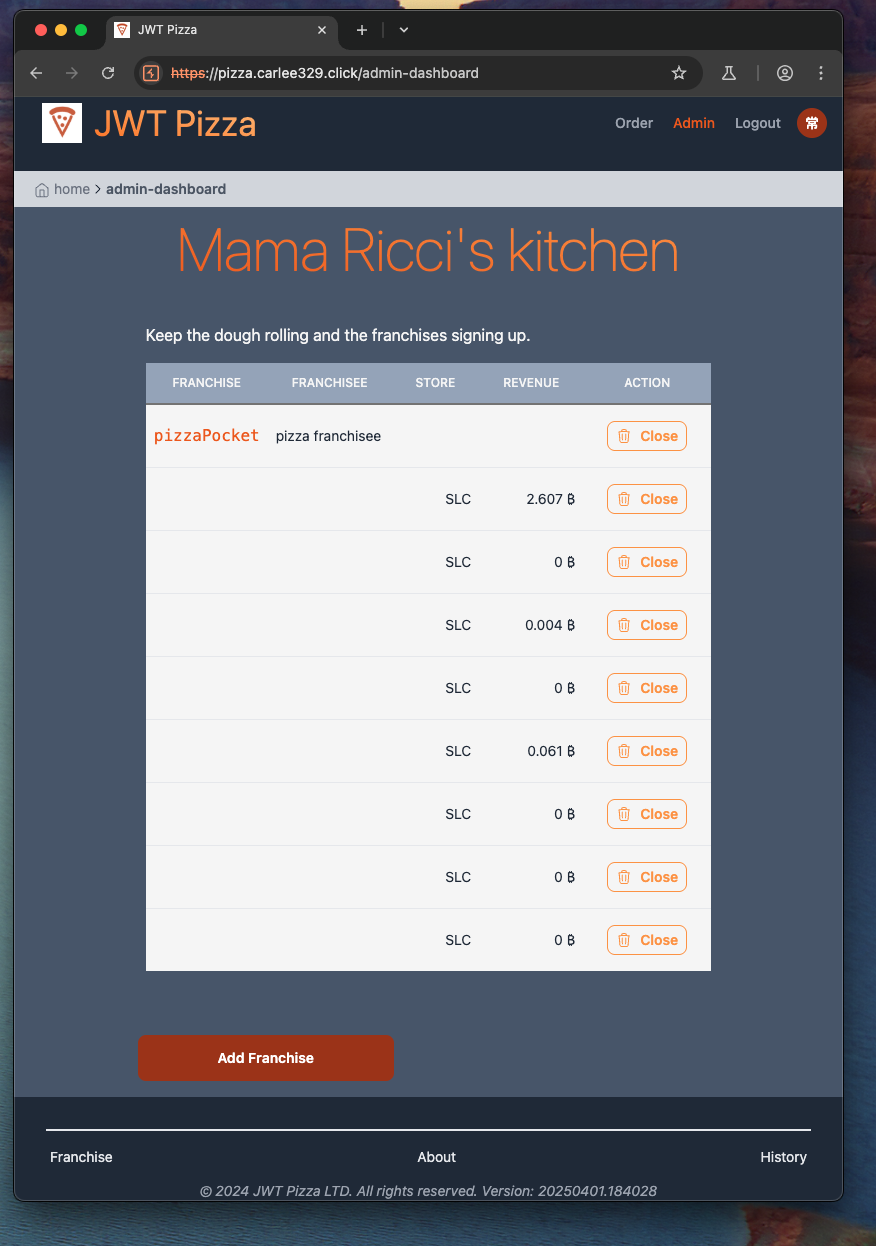 JWT Pizza
https://pizza.carlee329.click/admin-dashboard
JWT Pizza
Order Admin Logout 常
home > admin-dashboard
Mama Ricci's kitchen
Keep the dough rolling and the franchises signing up.
FRANCHISE FRANCHISEE STORE REVENUE ACTION
pizzaPocket pizza franchisee Close
SLC 2.607 ₿ Close
SLC 0 ₿ Close
SLC 0.004 ₿ Close
SLC 0 ₿ Close
SLC 0.061 ₿ Close
SLC 0 ₿ Close
SLC 0 ₿ Close
SLC 0 ₿ Close
Add Franchise
Franchise About History
© 2024 JWT Pizza LTD. All rights reserved. Version: 20250401.184028